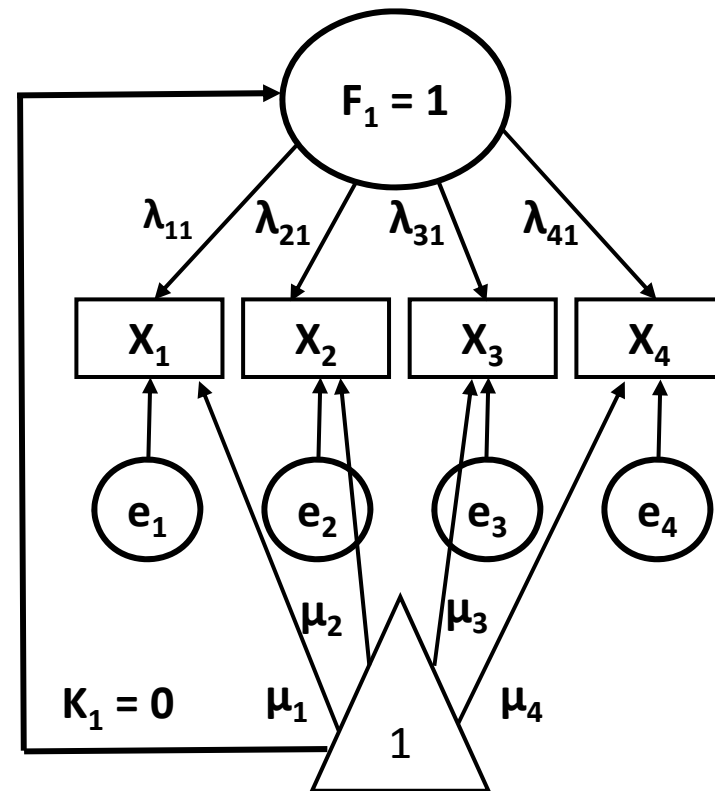 F₁ = 1
λ₁₁ λ₂₁ λ₃₁ λ₄₁
X₁ X₂ X₃ X₄
e₁ e₂ e₃ e₄
μ₂ μ₃
K₁ = 0 μ₁ μ₄
1